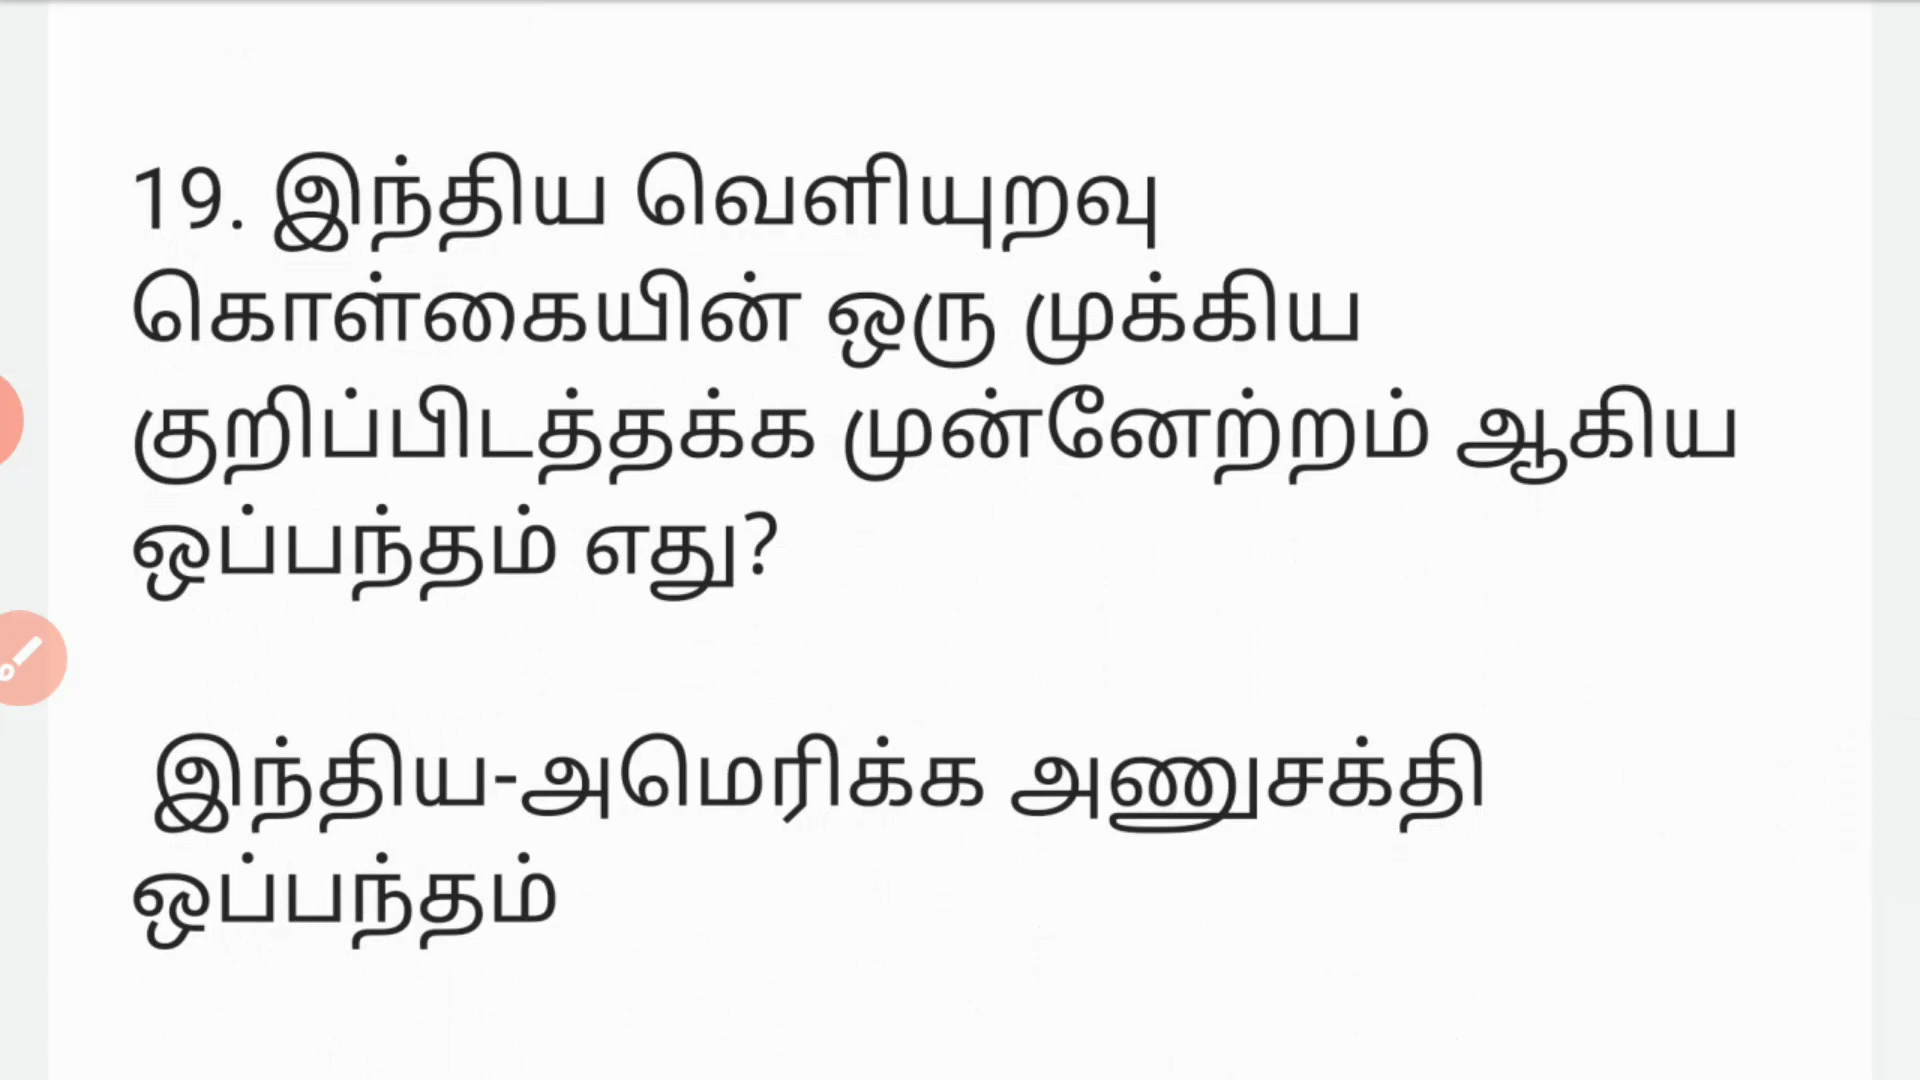 19. இந்திய வெளியுறவு
கொள்கையின் ஒரு முக்கிய
குறிப்பிடத்தக்க முன்னேற்றம் ஆகிய
ஒப்பந்தம் எது?
இந்திய-அமெரிக்க அணுசக்தி
ஒப்பந்தம்